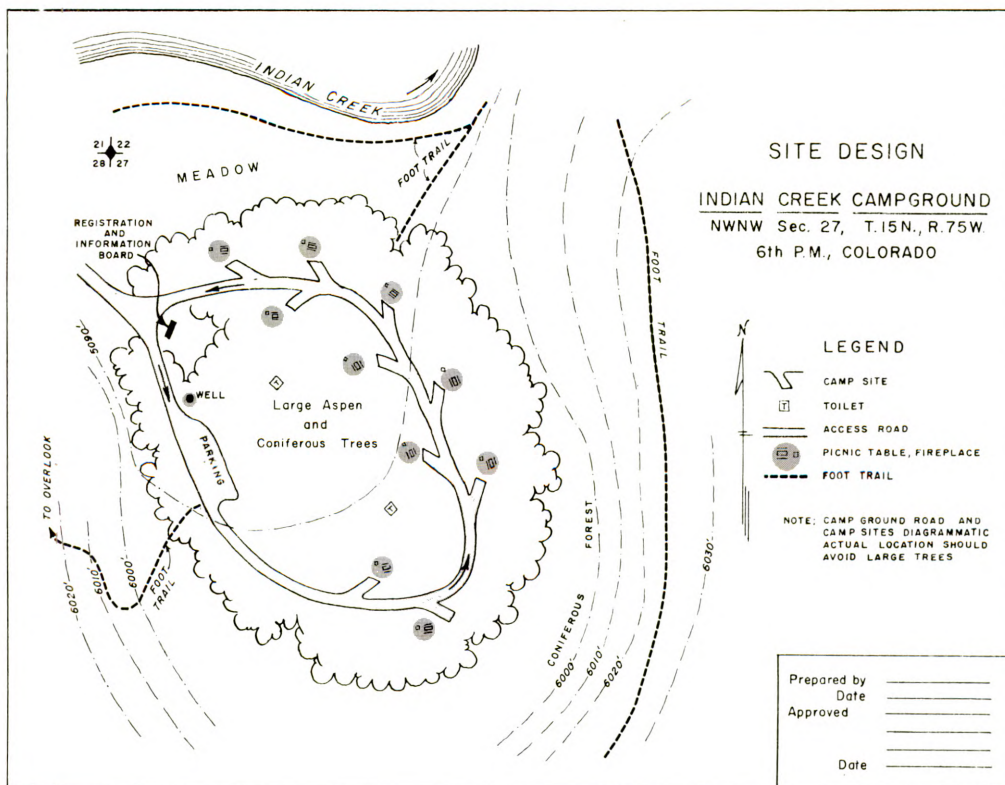 INDIAN CREEK
21 22
28 27
MEADOW
FOOT TRAIL
REGISTRATION
AND
INFORMATION
BOARD
5090'
WELL
Large Aspen
and
Coniferous Trees
PARKING
T
T
TO OVERLOOK
FOOT
TRAIL
6020'
6010'
6000'
CONIFEROUS FOREST
6000'
6010'
6020'
FOOT TRAIL
6030'
SITE DESIGN
INDIAN CREEK CAMPGROUND
NWNW Sec. 27, T.15N., R.75W.
6th P.M., COLORADO
N
LEGEND
CAMP SITE
T TOILET
ACCESS ROAD
PICNIC TABLE, FIREPLACE
FOOT TRAIL
NOTE: CAMP GROUND ROAD AND
CAMP SITES DIAGRAMMATIC
ACTUAL LOCATION SHOULD
AVOID LARGE TREES
Prepared by
Date
Approved
Date